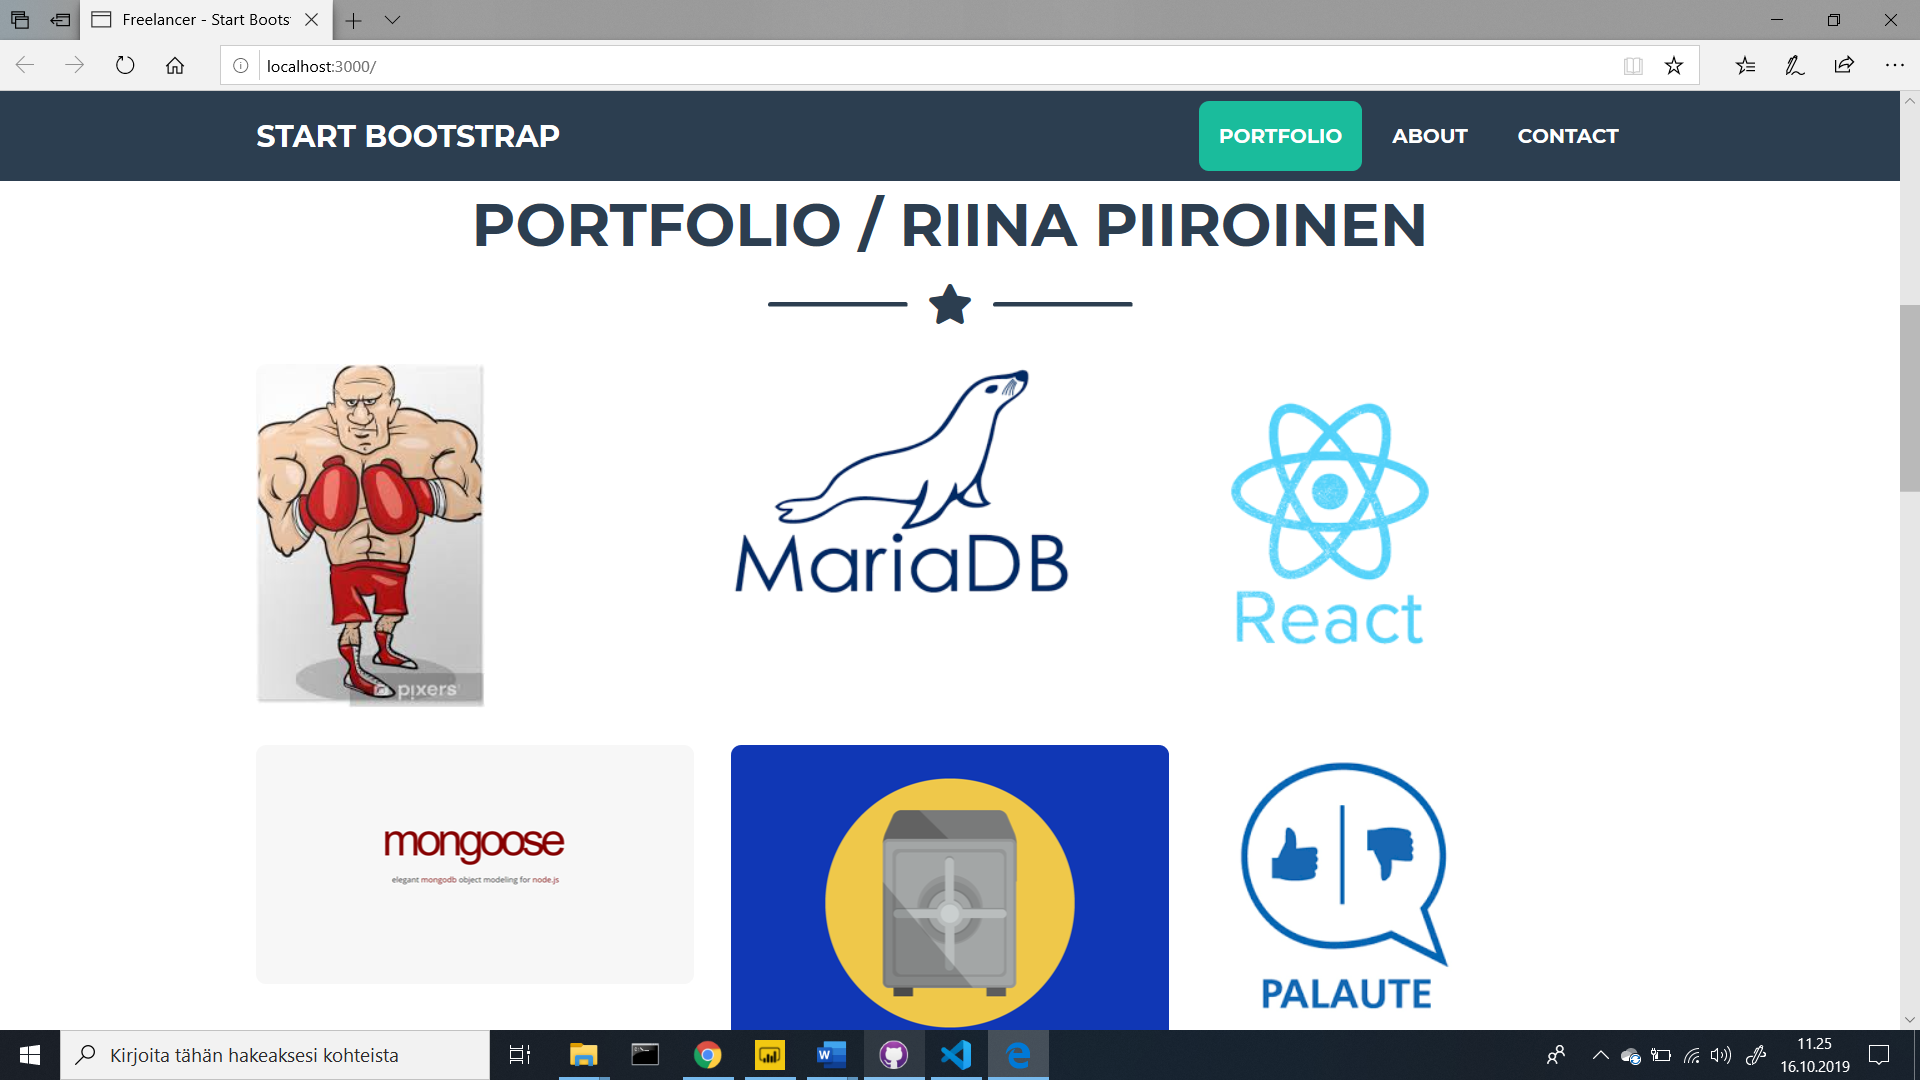 Freelancer - Start Boots
localhost:3000/
START BOOTSTRAP
PORTFOLIO
ABOUT
CONTACT
PORTFOLIO / RIINA PIIROINEN
pixers
MariaDB
React
mongoose
elegant mongodb object modeling for node.js
PALAUTE
Kirjoita tähän hakeaksesi kohteista
11.25
16.10.2019